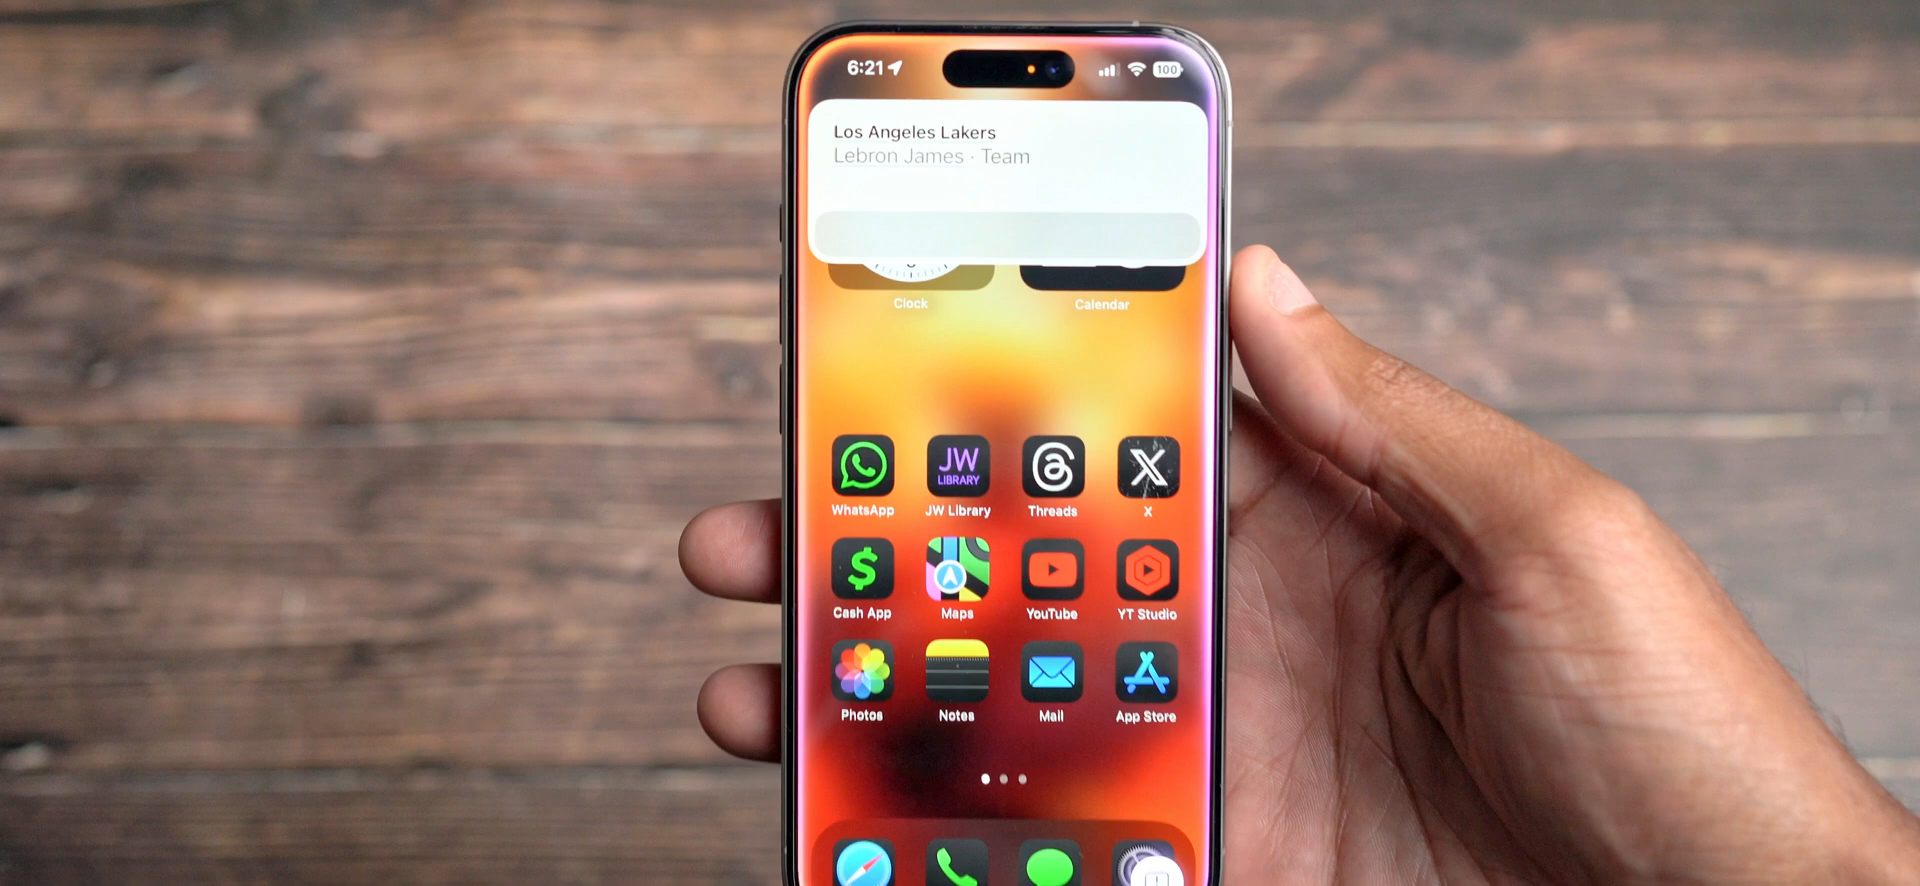 6:21
100
Los Angeles Lakers
Lebron James · Team
Clock
Calendar
JW
LIBRARY
WhatsApp
JW Library
Threads
X
Cash App
Maps
YouTube
YT Studio
Photos
Notes
Mail
App Store